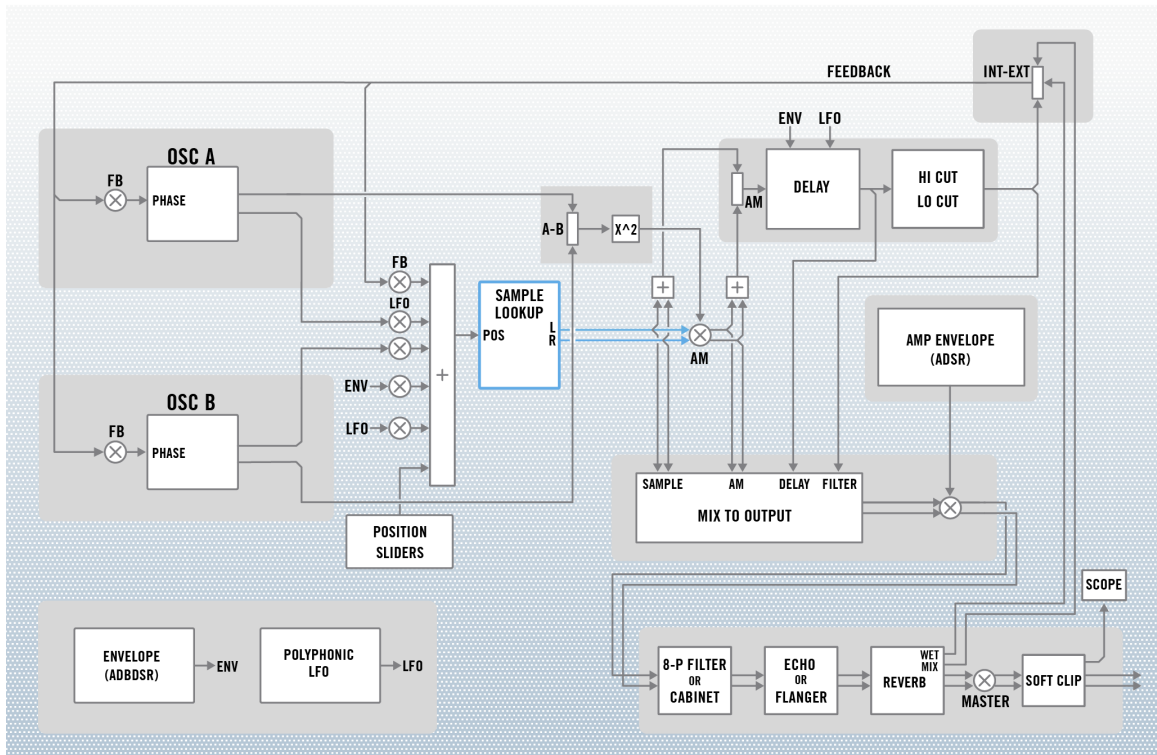 FEEDBACK
INT-EXT
ENV LFO
OSC A
FB
PHASE
DELAY
HI CUT
LO CUT
AM
A-B
X^2
FB
LFO
SAMPLE
LOOKUP
POS
L
R
+
+
+
AM
AMP ENVELOPE
(ADSR)
ENV
LFO
OSC B
FB
PHASE
SAMPLE AM DELAY FILTER
MIX TO OUTPUT
POSITION
SLIDERS
SCOPE
ENVELOPE
(ADBDSR)
ENV
POLYPHONIC
LFO
LFO
8-P FILTER
OR
CABINET
ECHO
OR
FLANGER
WET
MIX
REVERB
MASTER
SOFT CLIP